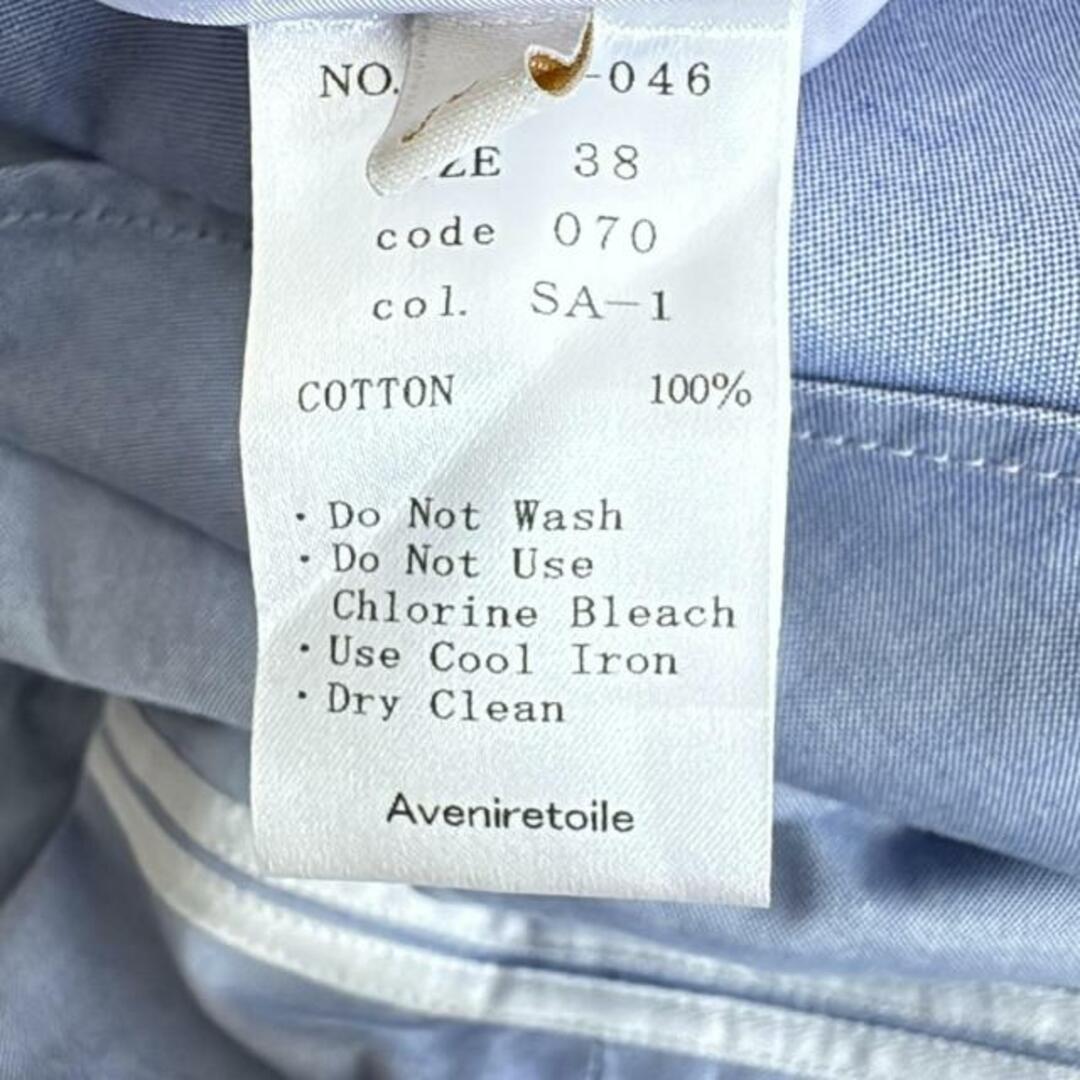 NO. -046
ZE 38
code 070
col. SA-1
COTTON 100%
· Do Not Wash
· Do Not Use
Chlorine Bleach
· Use Cool Iron
· Dry Clean
Aveniretoile